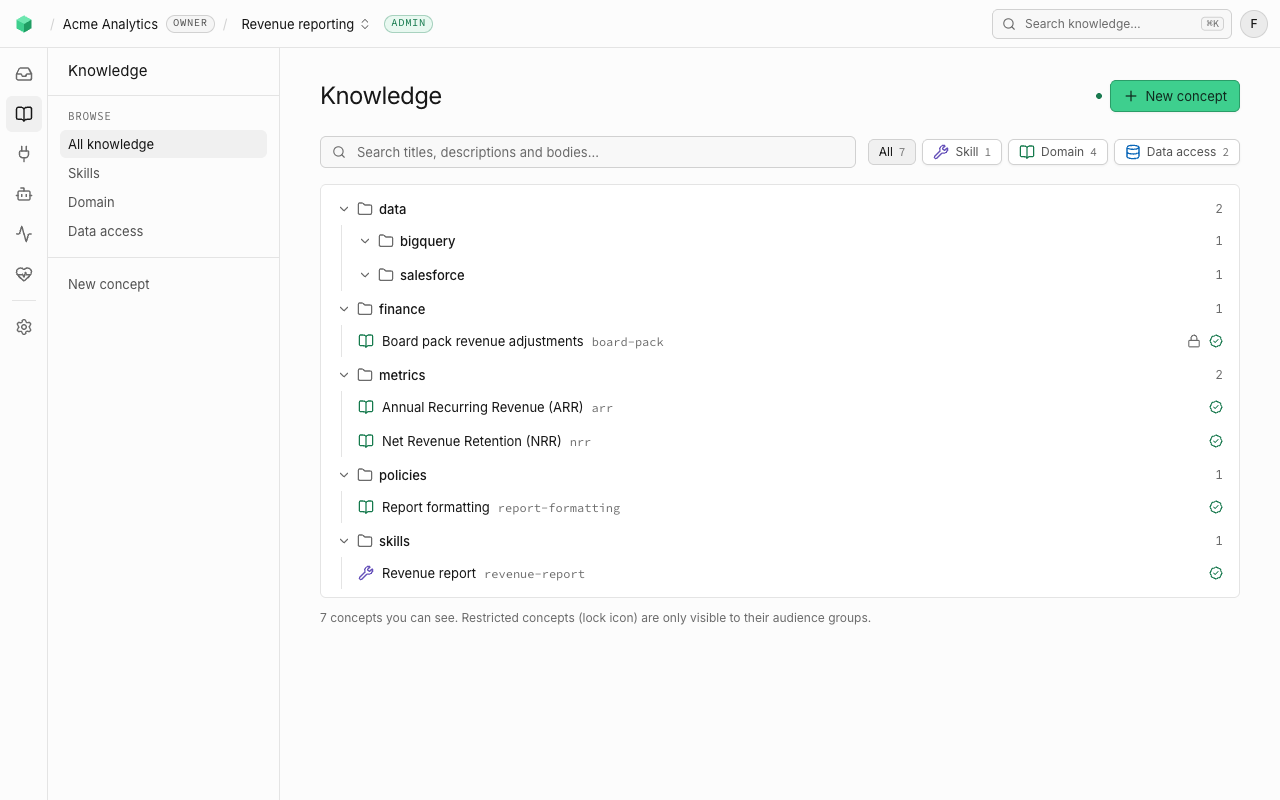 / Acme Analytics OWNER / Revenue reporting ADMIN
Search knowledge... ⌘K F
Knowledge
BROWSE
All knowledge
Skills
Domain
Data access
New concept
Knowledge
New concept
Search titles, descriptions and bodies...
All 7
Skill 1
Domain 4
Data access 2
data 2
bigquery 1
salesforce 1
finance 1
Board pack revenue adjustments board-pack
metrics 2
Annual Recurring Revenue (ARR) arr
Net Revenue Retention (NRR) nrr
policies 1
Report formatting report-formatting
skills 1
Revenue report revenue-report
7 concepts you can see. Restricted concepts (lock icon) are only visible to their audience groups.